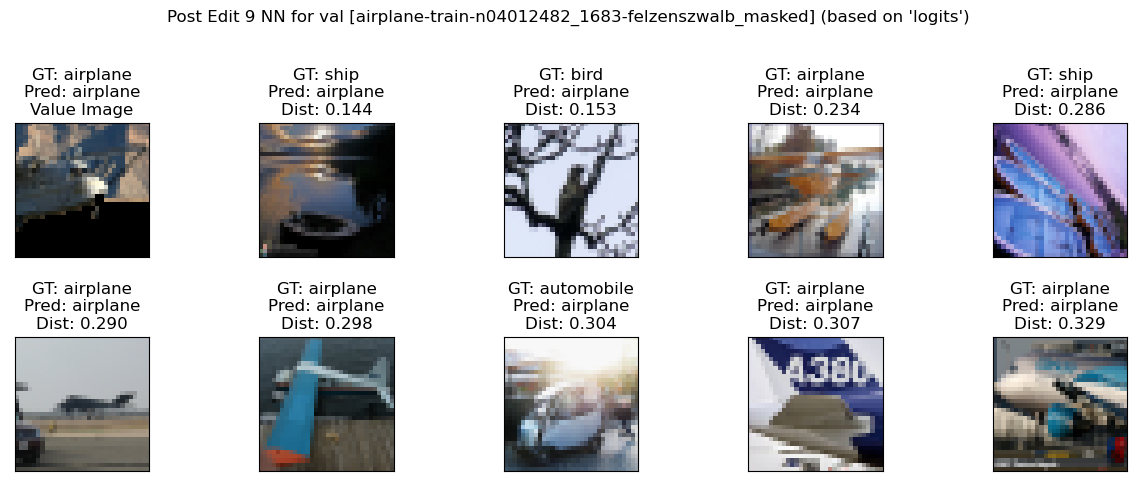 Post Edit 9 NN for val [airplane-train-n04012482_1683-felzenszwalb_masked] (based on 'logits')
GT: airplane
Pred: airplane
Value Image
GT: ship
Pred: airplane
Dist: 0.144
GT: bird
Pred: airplane
Dist: 0.153
GT: airplane
Pred: airplane
Dist: 0.234
GT: ship
Pred: airplane
Dist: 0.286
GT: airplane
Pred: airplane
Dist: 0.290
GT: airplane
Pred: airplane
Dist: 0.298
GT: automobile
Pred: airplane
Dist: 0.304
GT: airplane
Pred: airplane
Dist: 0.307
A380
GT: airplane
Pred: airplane
Dist: 0.329